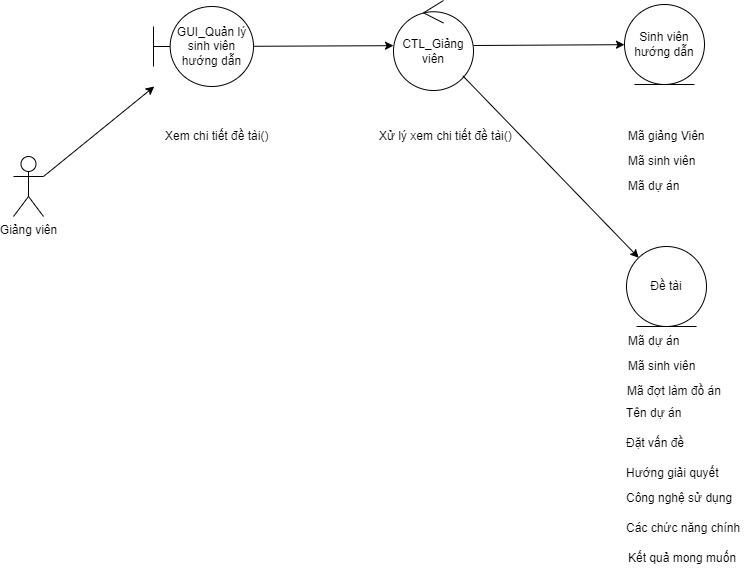 GUI_Quản lý
sinh viên
hướng dẫn
CTL_Giảng
viên
Sinh viên
hướng dẫn
Xem chi tiết đề tài()
Xử lý xem chi tiết đề tài()
Mã giảng Viên
Mã sinh viên
Mã dự án
Giảng viên
Đề tài
Mã dự án
Mã sinh viên
Mã đợt làm đồ án
Tên dự án
Đặt vấn đề
Hướng giải quyết
Công nghệ sử dụng
Các chức năng chính
Kết quả mong muốn